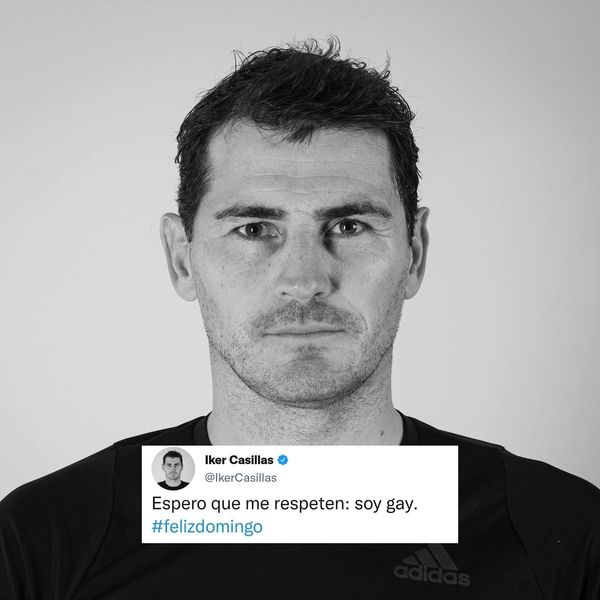 Iker Casillas
@IkerCasillas
Espero que me respeten: soy gay.
#felizdomingo
adidas